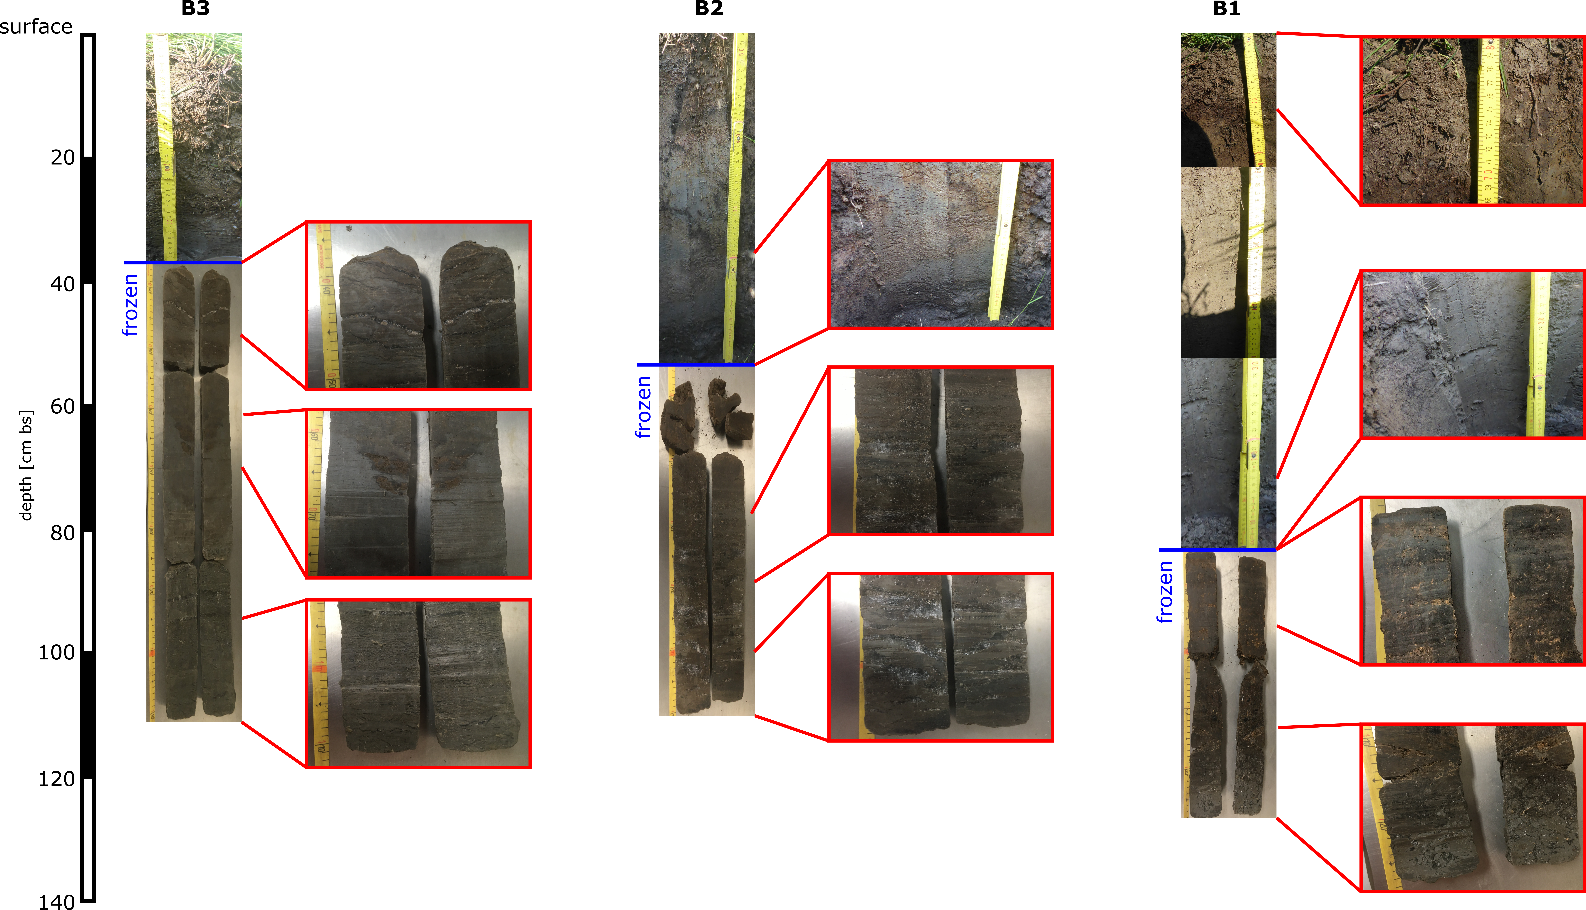 B3
B2
B1
surface
20
40
60
80
100
120
140
depth [cm bs]
frozen
frozen
frozen